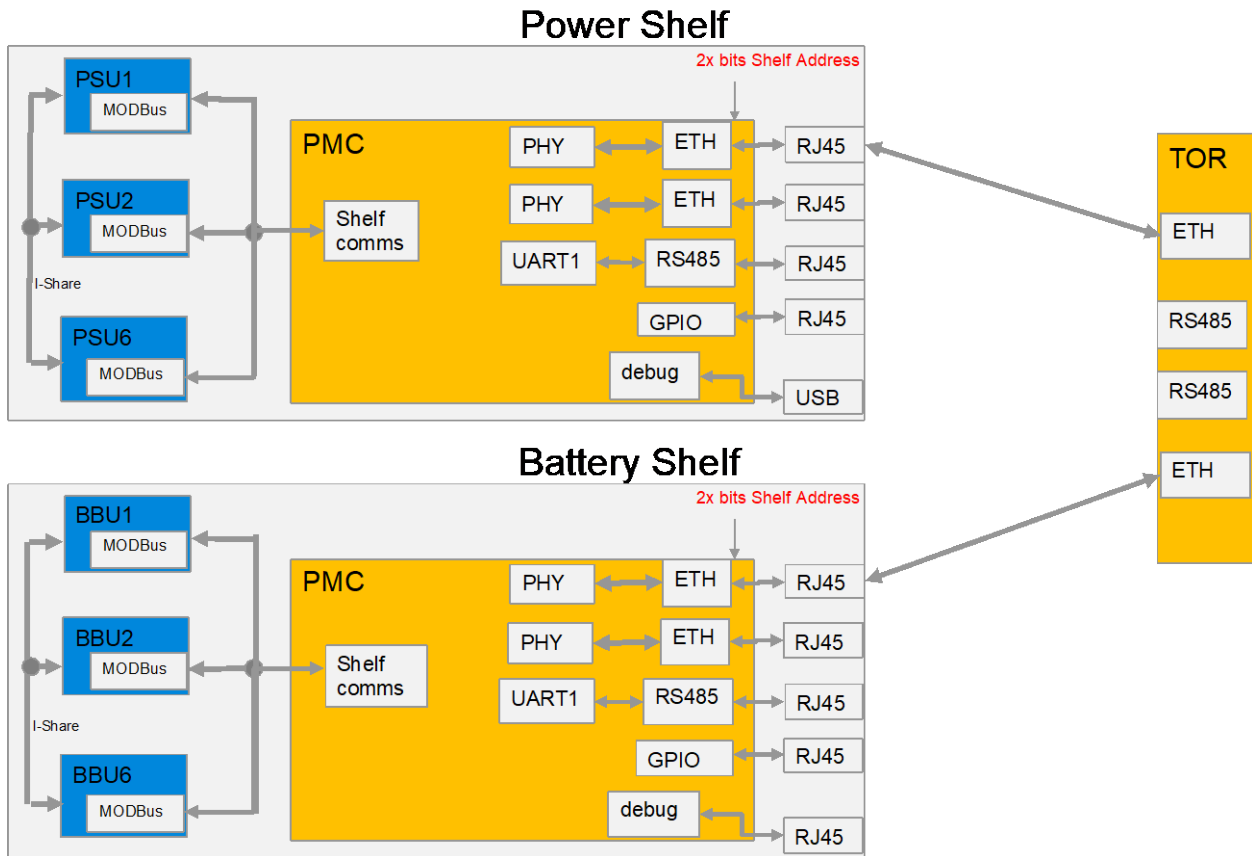 Power Shelf
2x bits Shelf Address
PSU1
MODBus
PSU2
MODBus
I-Share
PSU6
MODBus
PMC
Shelf
comms
PHY
ETH
RJ45
PHY
ETH
RJ45
UART1
RS485
RJ45
GPIO
RJ45
debug
USB
TOR
ETH
RS485
RS485
ETH
Battery Shelf
2x bits Shelf Address
BBU1
MODBus
BBU2
MODBus
I-Share
BBU6
MODBus
PMC
Shelf
comms
PHY
ETH
RJ45
PHY
ETH
RJ45
UART1
RS485
RJ45
GPIO
RJ45
debug
RJ45